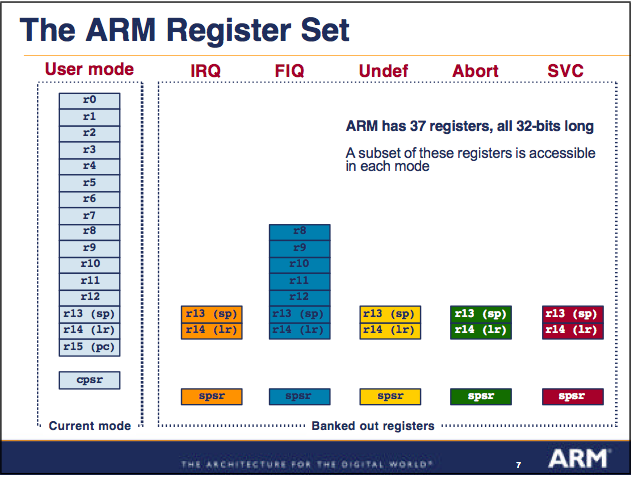 The ARM Register Set
User mode IRQ FIQ Undef Abort SVC
ARM has 37 registers, all 32-bits long
A subset of these registers is accessible
in each mode
r0
r1
r2
r3
r4
r5
r6
r7
r8 r8
r9 r9
r10 r10
r11 r11
r12 r12
r13 (sp) r13 (sp) r13 (sp) r13 (sp) r13 (sp) r13 (sp)
r14 (lr) r14 (lr) r14 (lr) r14 (lr) r14 (lr) r14 (lr)
r15 (pc)
cpsr
spsr spsr spsr spsr spsr
Current mode Banked out registers
THE ARCHITECTURE FOR THE DIGITAL WORLD® 7 ARM®